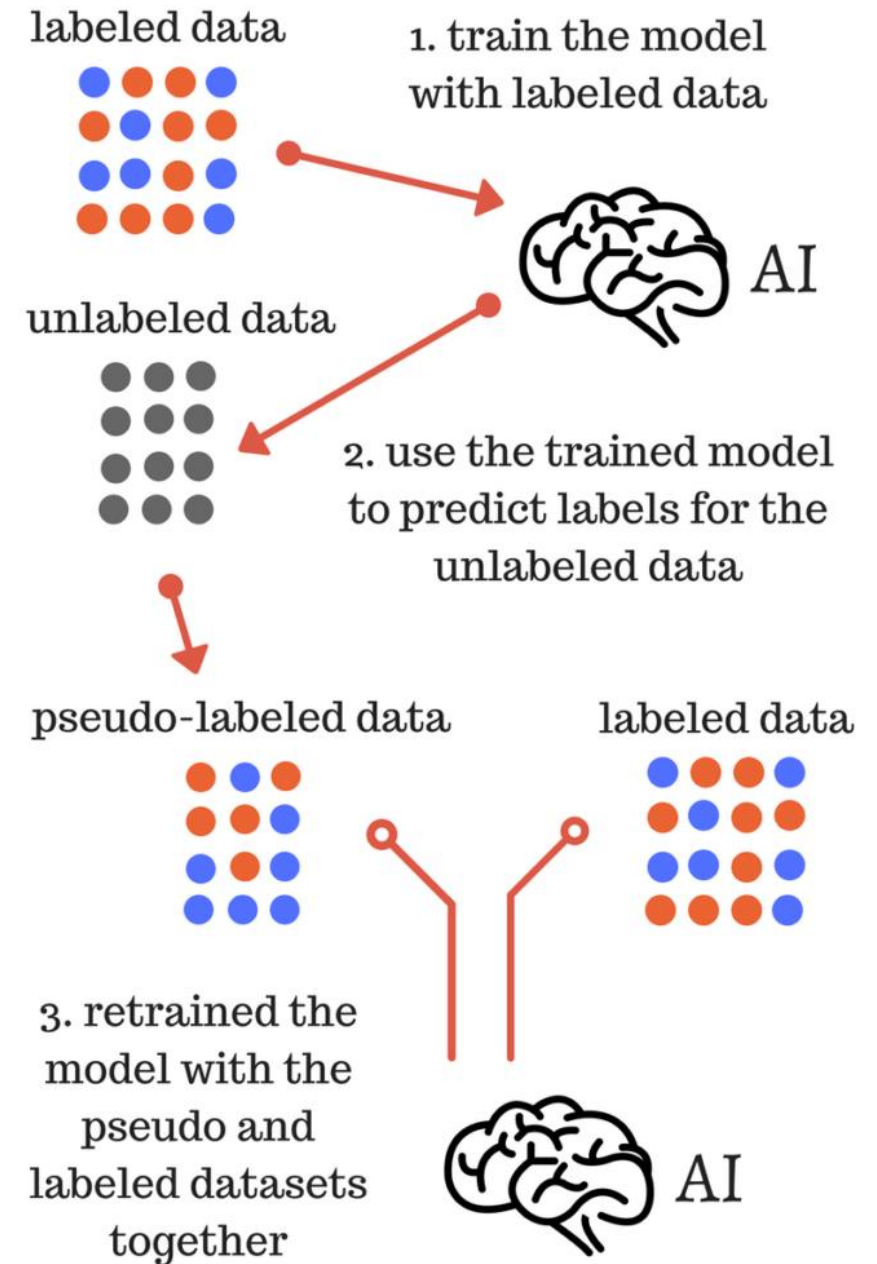 labeled data
1. train the model
with labeled data
AI
unlabeled data
2. use the trained model
to predict labels for the
unlabeled data
pseudo-labeled data
labeled data
3. retrained the
model with the
pseudo and
labeled datasets
together
AI